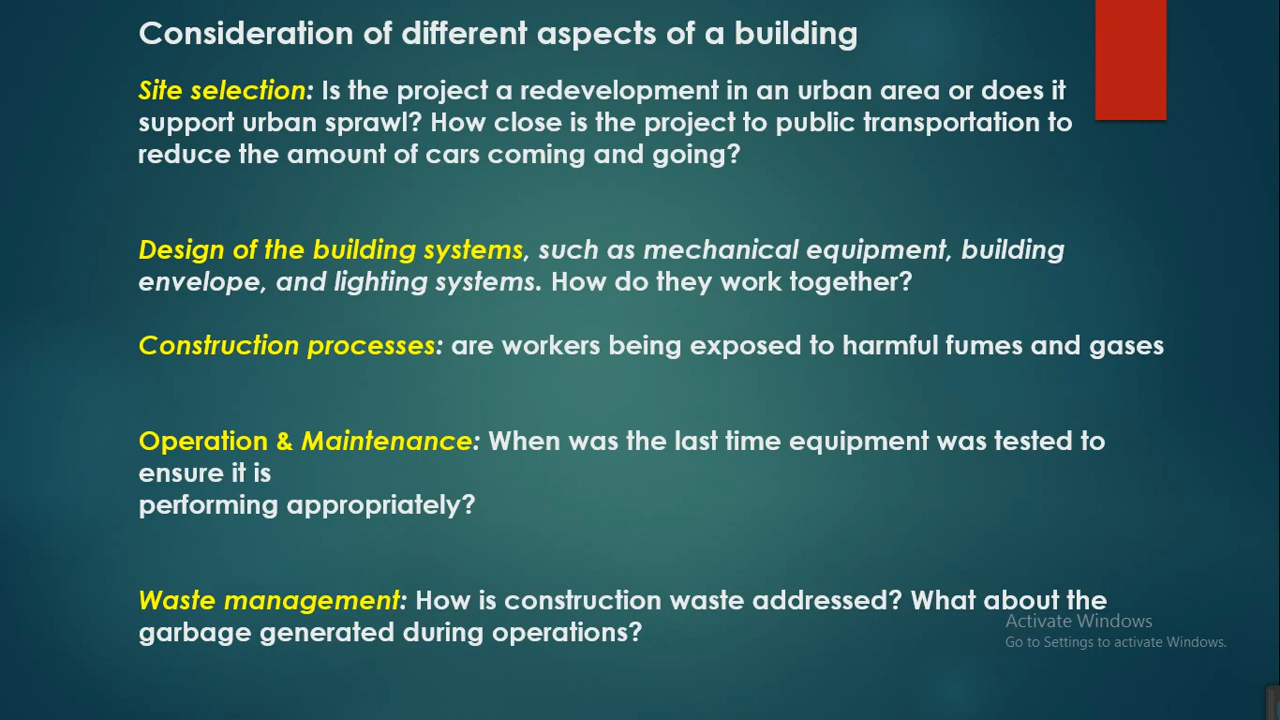 Consideration of different aspects of a building
Site selection: Is the project a redevelopment in an urban area or does it
support urban sprawl? How close is the project to public transportation to
reduce the amount of cars coming and going?
Design of the building systems, such as mechanical equipment, building
envelope, and lighting systems. How do they work together?
Construction processes: are workers being exposed to harmful fumes and gases
Operation & Maintenance: When was the last time equipment was tested to
ensure it is
performing appropriately?
Waste management: How is construction waste addressed? What about the
garbage generated during operations?
Activate Windows
Go to Settings to activate Windows.